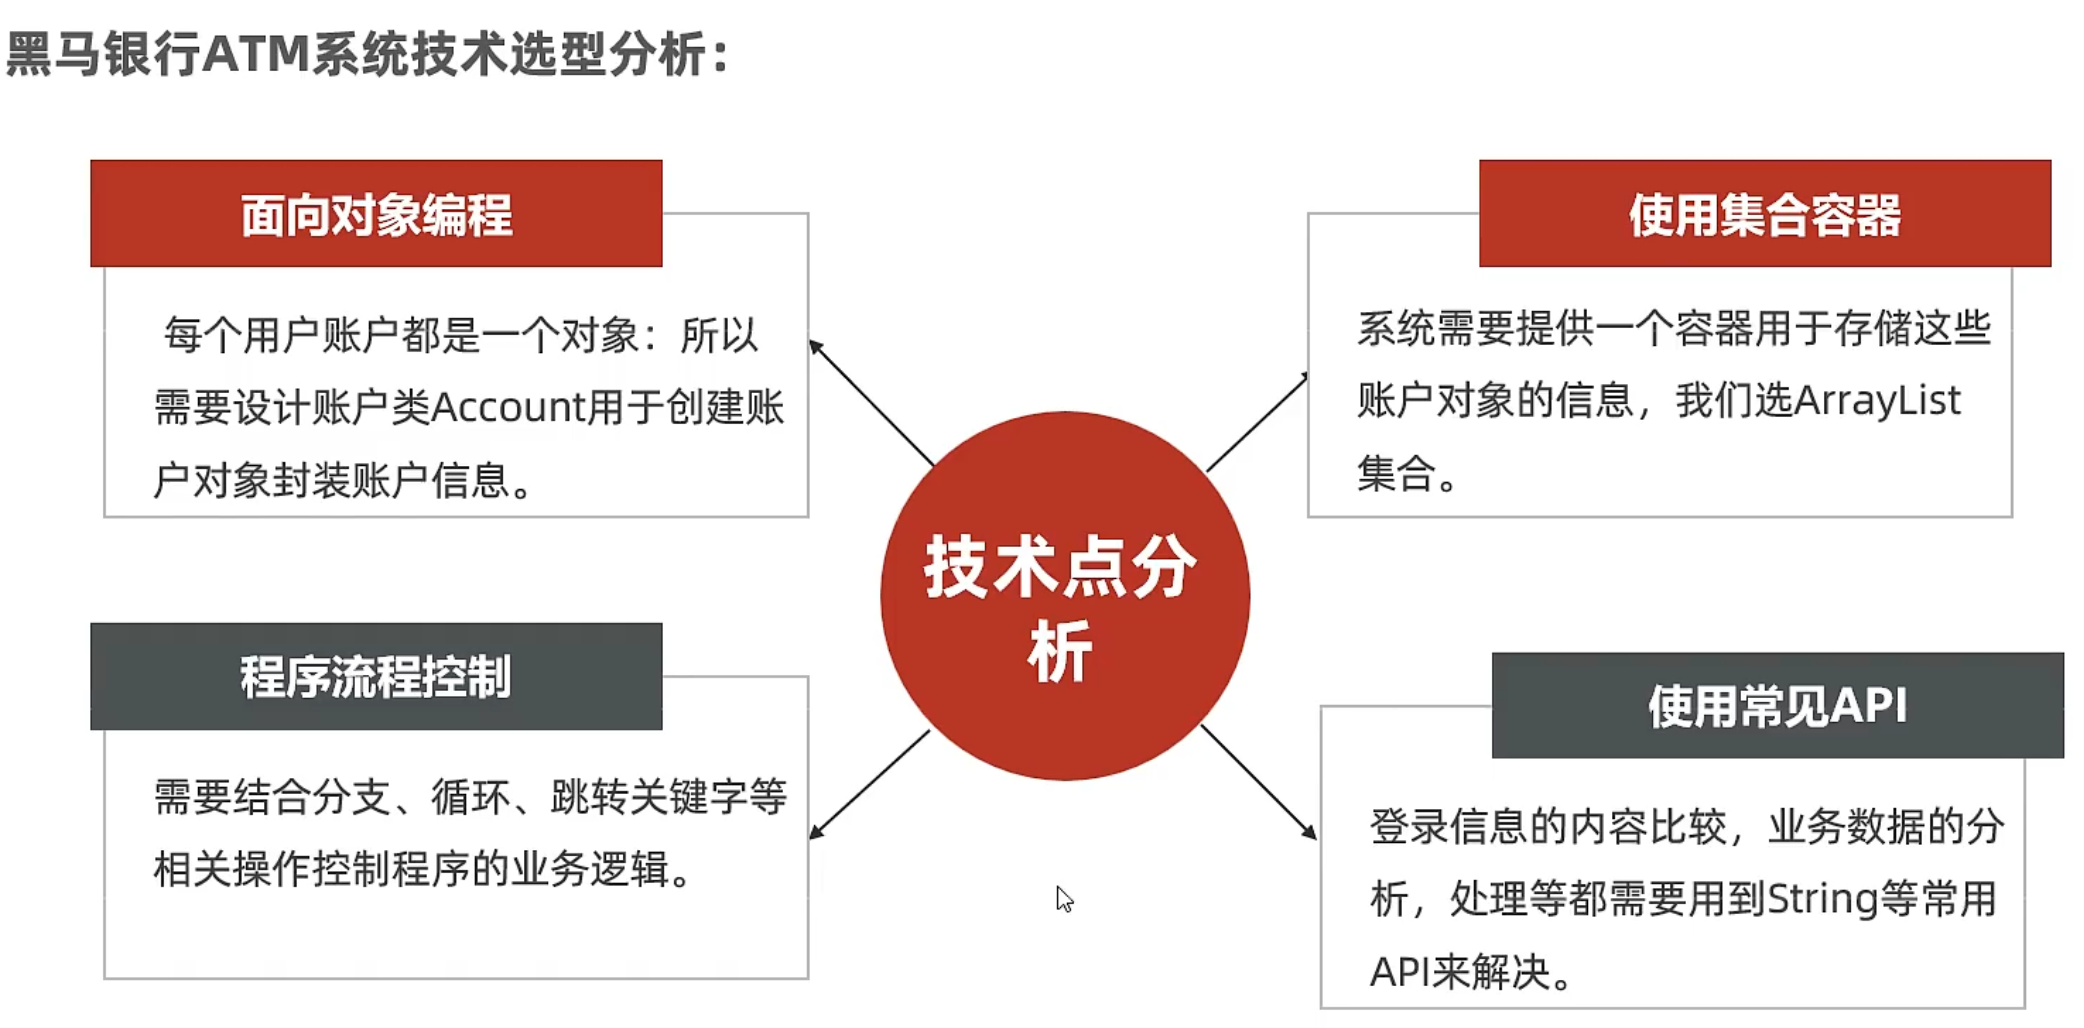 黑马银行ATM系统技术选型分析：
面向对象编程
每个用户账户都是一个对象：所以
需要设计账户类Account用于创建账
户对象封装账户信息。
使用集合容器
系统需要提供一个容器用于存储这些
账户对象的信息，我们选ArrayList
集合。
技术点分
析
程序流程控制
需要结合分支、循环、跳转关键字等
相关操作控制程序的业务逻辑。
使用常见API
登录信息的内容比较，业务数据的分
析，处理等都需要用到String等常用
API来解决。